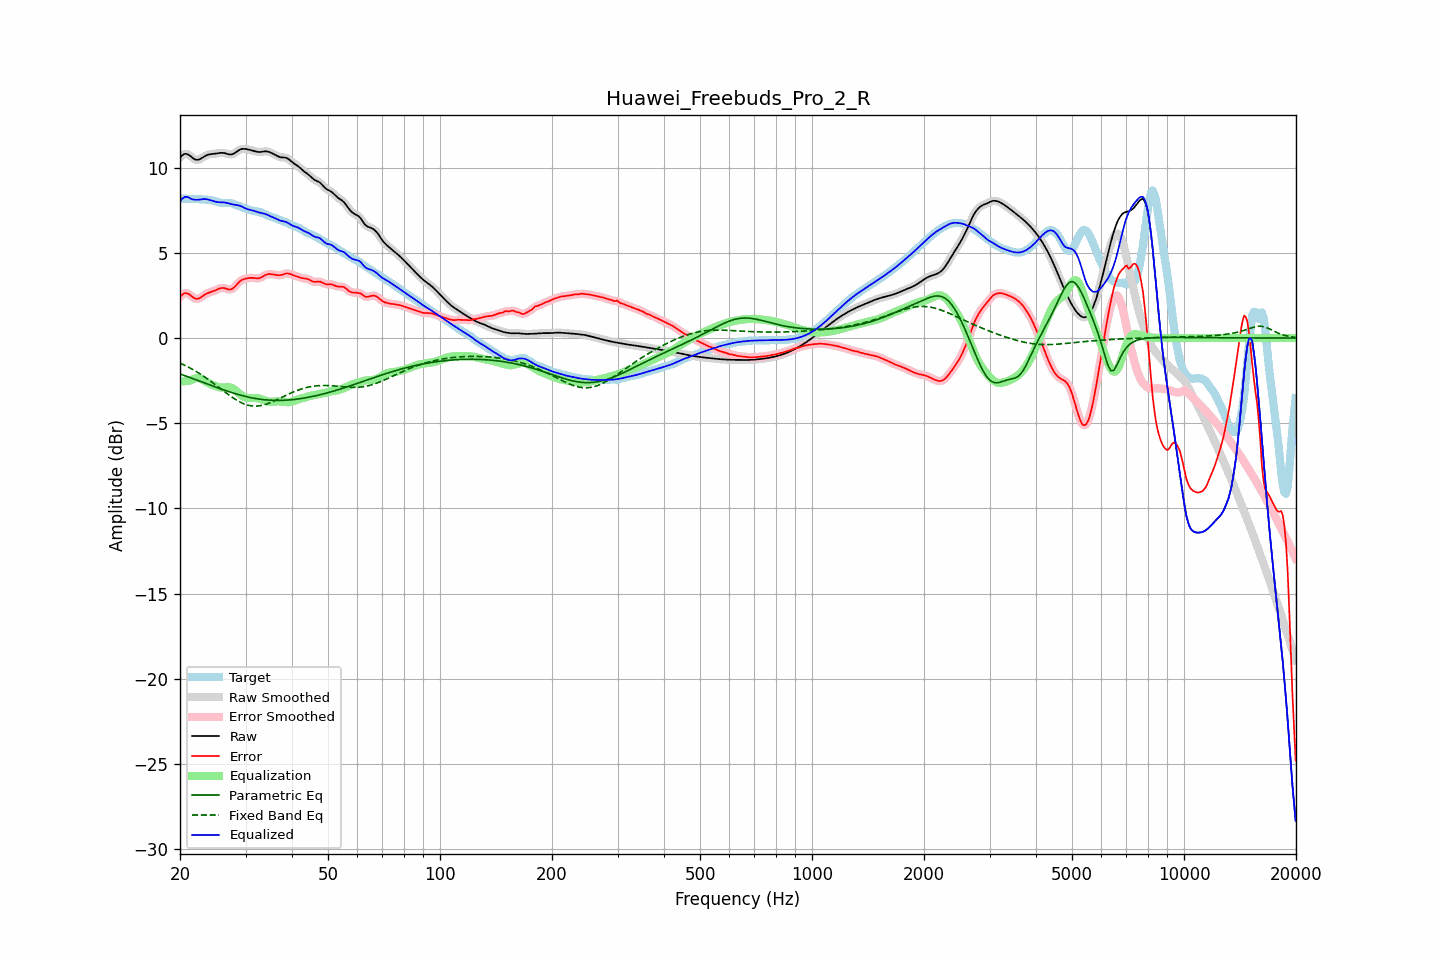 Huawei_Freebuds_Pro_2_R
Amplitude (dBr)
10
5
0
−5
−10
−15
−20
−25
−30
Target
Raw Smoothed
Error Smoothed
Raw
Error
Equalization
Parametric Eq
Fixed Band Eq
Equalized
20
50
100
200
500
1000
2000
5000
10000
20000
Frequency (Hz)